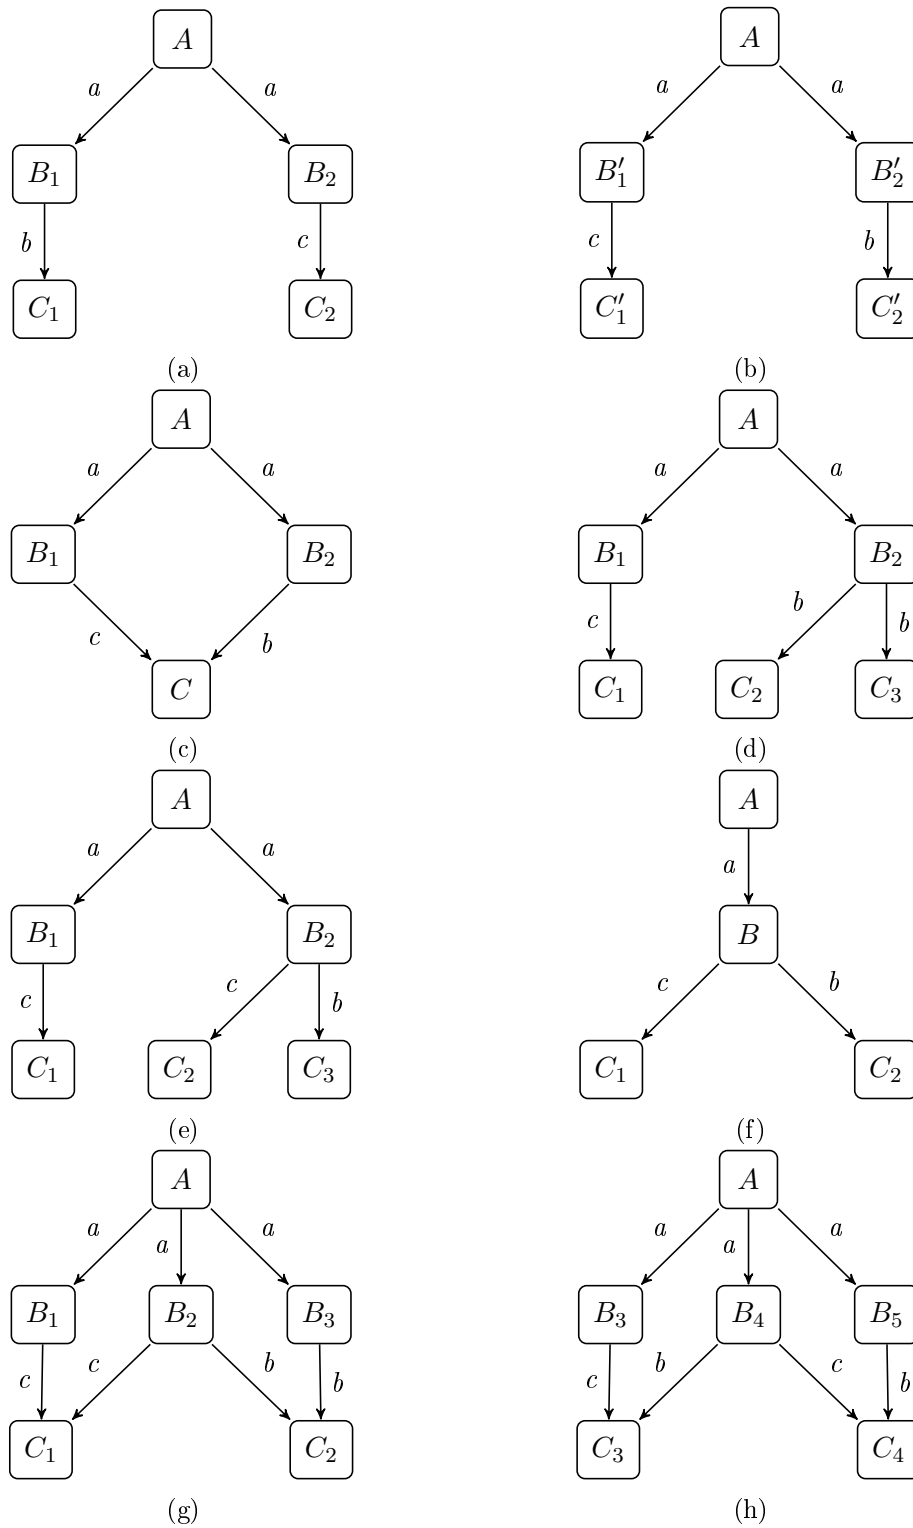 A A
a a a a
B₁ B₂ B′₁ B′₂
b c c b
C₁ C₂ C′₁ C′₂
(a) (b)
A A
a a a a
B₁ B₂ B₁ B₂
c b c b b
C C₁ C₂ C₃
(c) (d)
A A
a a a
B₁ B₂ B
c c b c b
C₁ C₂ C₃ C₁ C₂
(e) (f)
A A
a a a a a a
B₁ B₂ B₃ B₃ B₄ B₅
c c b b c b c b
C₁ C₂ C₃ C₄
(g) (h)